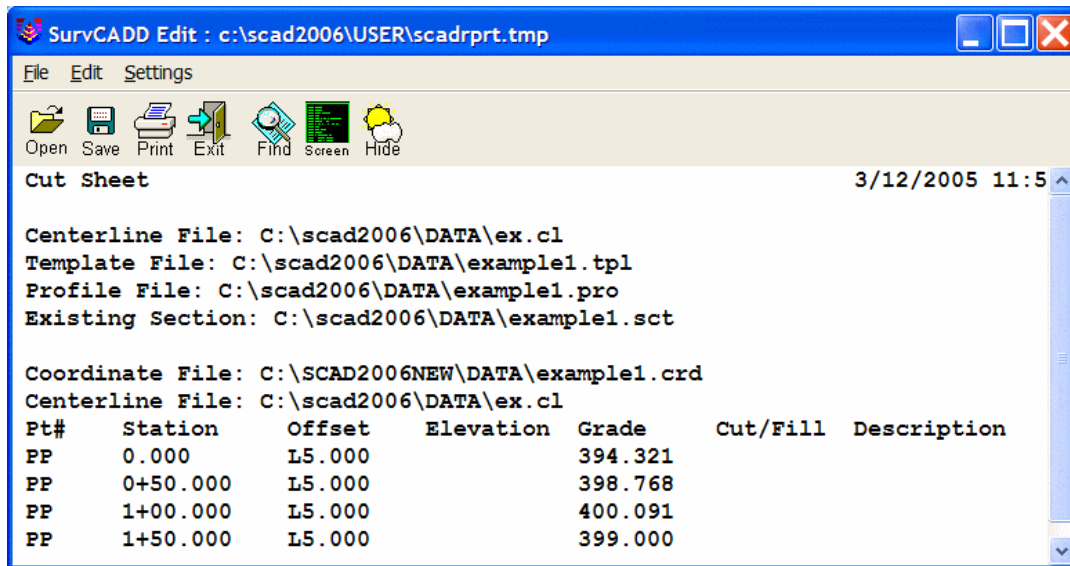 SurvCADD Edit : c:\scad2006\USER\scadrprt.tmp
File Edit Settings
Open Save Print Exit Find Screen Hide
Cut Sheet 3/12/2005 11:5
Centerline File: C:\scad2006\DATA\ex.cl
Template File: C:\scad2006\DATA\example1.tpl
Profile File: C:\scad2006\DATA\example1.pro
Existing Section: C:\scad2006\DATA\example1.sct
Coordinate File: C:\SCAD2006NEW\DATA\example1.crd
Centerline File: C:\scad2006\DATA\ex.cl
Pt# Station Offset Elevation Grade Cut/Fill Description
PP 0.000 L5.000 394.321
PP 0+50.000 L5.000 398.768
PP 1+00.000 L5.000 400.091
PP 1+50.000 L5.000 399.000